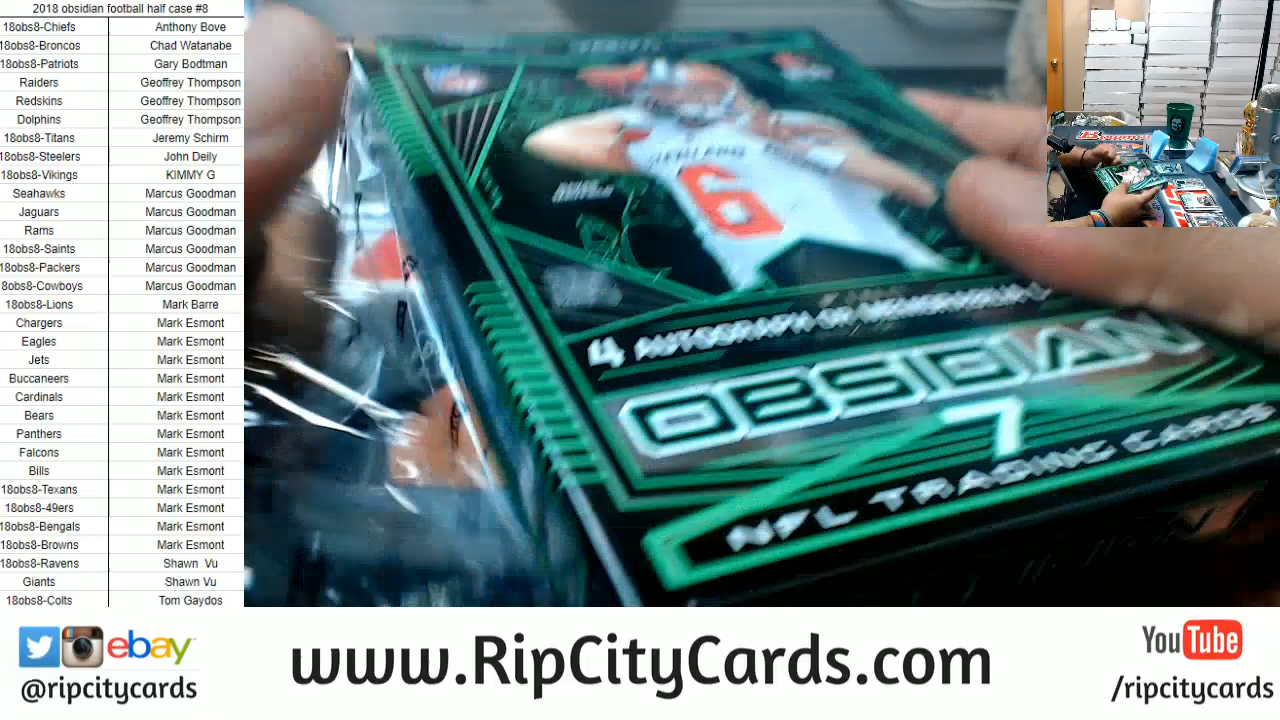 2018 obsidian football half case #8
18obs8-Chiefs Anthony Bove
18obs8-Broncos Chad Watanabe
18obs8-Patriots Gary Bodtman
Raiders Geoffrey Thompson
Redskins Geoffrey Thompson
Dolphins Geoffrey Thompson
18obs8-Titans Jeremy Schirm
18obs8-Steelers John Deily
18obs8-Vikings KIMMY G
Seahawks Marcus Goodman
Jaguars Marcus Goodman
Rams Marcus Goodman
18obs8-Saints Marcus Goodman
18obs8-Packers Marcus Goodman
8obs8-Cowboys Marcus Goodman
18obs8-Lions Mark Barre
Chargers Mark Esmont
Eagles Mark Esmont
Jets Mark Esmont
Buccaneers Mark Esmont
Cardinals Mark Esmont
Bears Mark Esmont
Panthers Mark Esmont
Falcons Mark Esmont
Bills Mark Esmont
18obs8-Texans Mark Esmont
18obs8-49ers Mark Esmont
18obs8-Bengals Mark Esmont
18obs8-Browns Mark Esmont
18obs8-Ravens Shawn Vu
Giants Shawn Vu
18obs8-Colts Tom Gaydos
6
4 AUTOGRAPH OR MEMORABILIA
OBSIDIAN
7
NFL TRADING CARDS
ebay
@ripcitycards
www.RipCityCards.com
YouTube
/ripcitycards